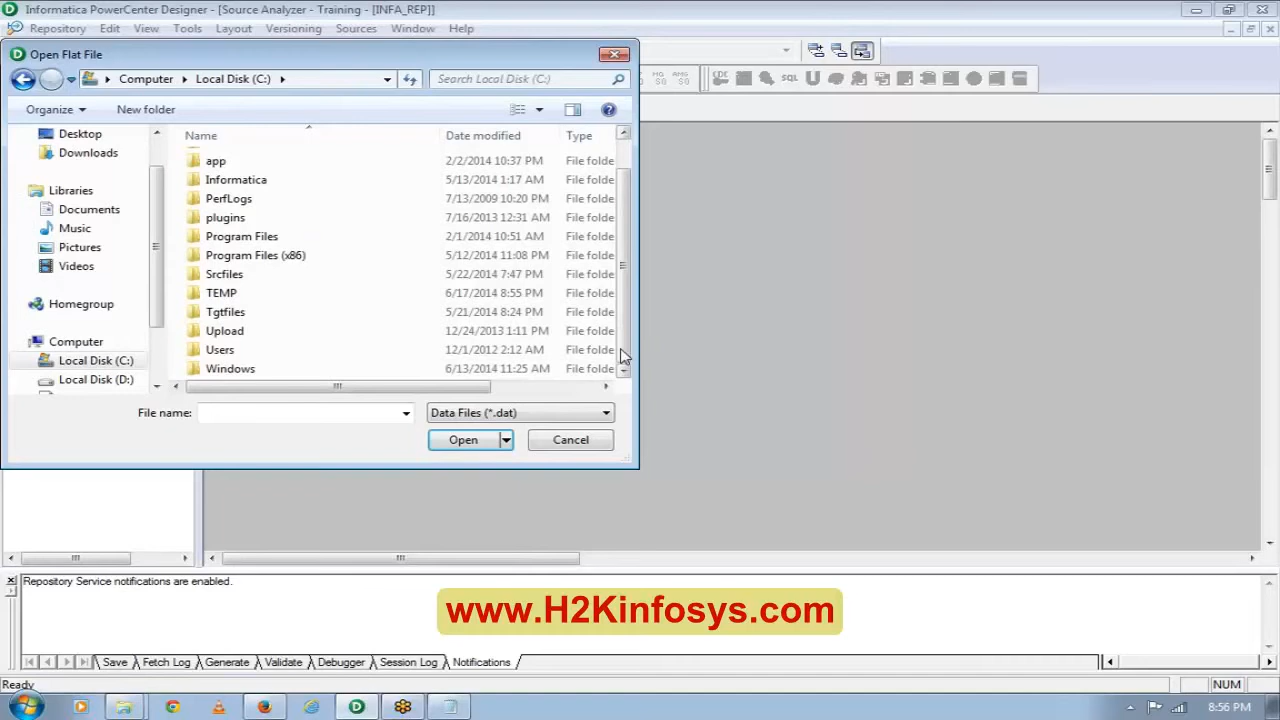 Informatica PowerCenter Designer - [Source Analyzer - Training - [INFA_REP]]
Repository Edit View Tools Layout Versioning Sources Window Help
Open Flat File
Computer Local Disk (C:) Search Local Disk (C:)
Organize New folder
Name Date modified Type
Desktop
Downloads
Libraries
Documents
Music
Pictures
Videos
Homegroup
Computer
Local Disk (C:)
Local Disk (D:)
app 2/2/2014 10:37 PM File folde
Informatica 5/13/2014 1:17 AM File folde
PerfLogs 7/13/2009 10:20 PM File folde
plugins 7/16/2013 12:31 AM File folde
Program Files 2/1/2014 10:51 AM File folde
Program Files (x86) 5/12/2014 11:08 PM File folde
Srcfiles 5/22/2014 7:47 PM File folde
TEMP 6/17/2014 8:55 PM File folde
Tgtfiles 5/21/2014 8:24 PM File folde
Upload 12/24/2013 1:11 PM File folde
Users 12/1/2012 2:12 AM File folde
Windows 6/13/2014 11:25 AM File folde
File name: Data Files (*.dat)
Open Cancel
SQL
Repository Service notifications are enabled.
www.H2Kinfosys.com
Save Fetch Log Generate Validate Debugger Session Log Notifications
Ready NUM
8:56 PM